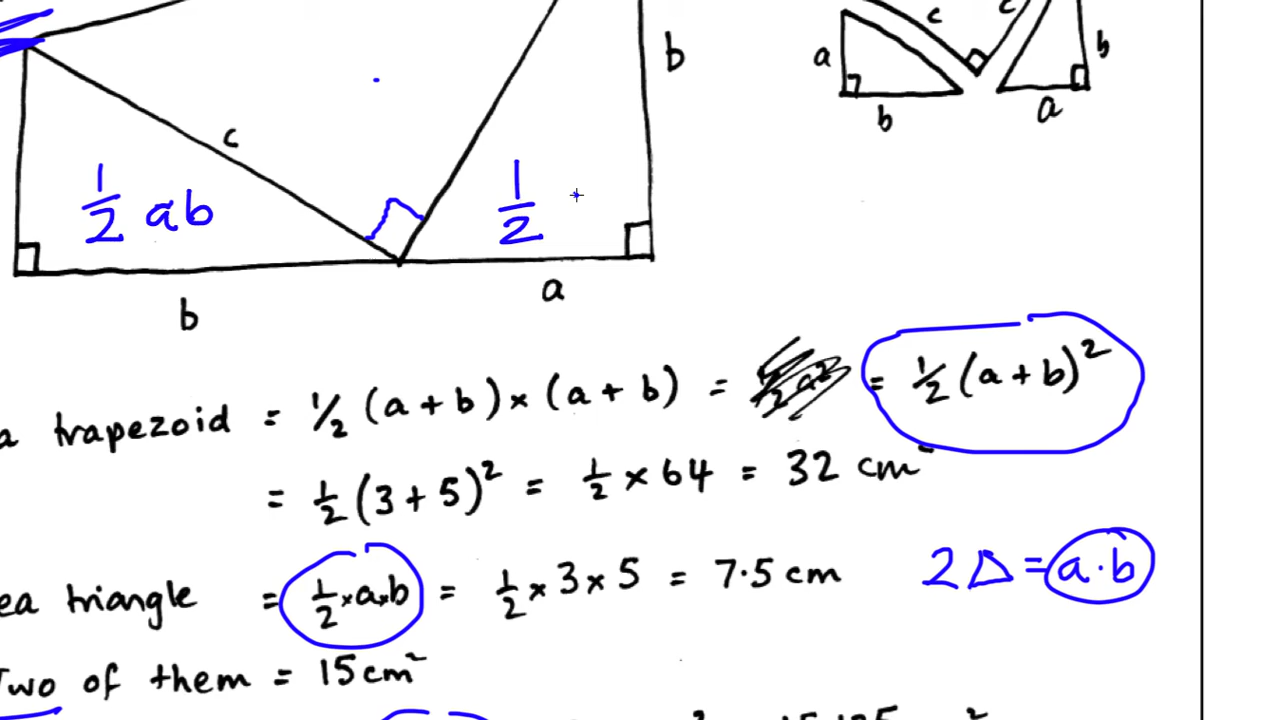 c c
b
a b
b a
c
½ ab ½
b a
a trapezoid = ½ (a + b) × (a + b) = = ½ (a + b)²
= ½ (3 + 5)² = ½ × 64 = 32 cm²
ea triangle = ½ × a × b = ½ × 3 × 5 = 7.5 cm 2 Δ = a · b
Two of them = 15 cm²